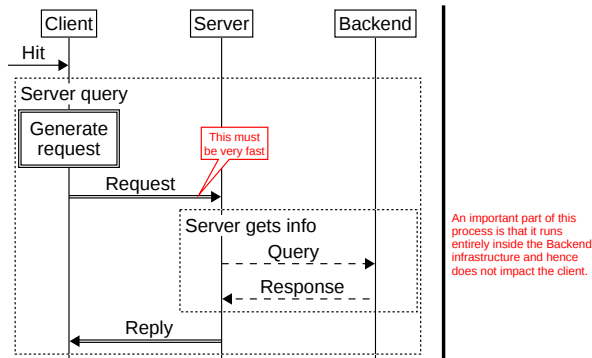 Client
Server
Backend
Hit
Server query
Generate
request
This must
be very fast
Request
Server gets info
Query
Response
Reply
An important part of this
process is that it runs
entirely inside the Backend
infrastructure and hence
does not impact the client.